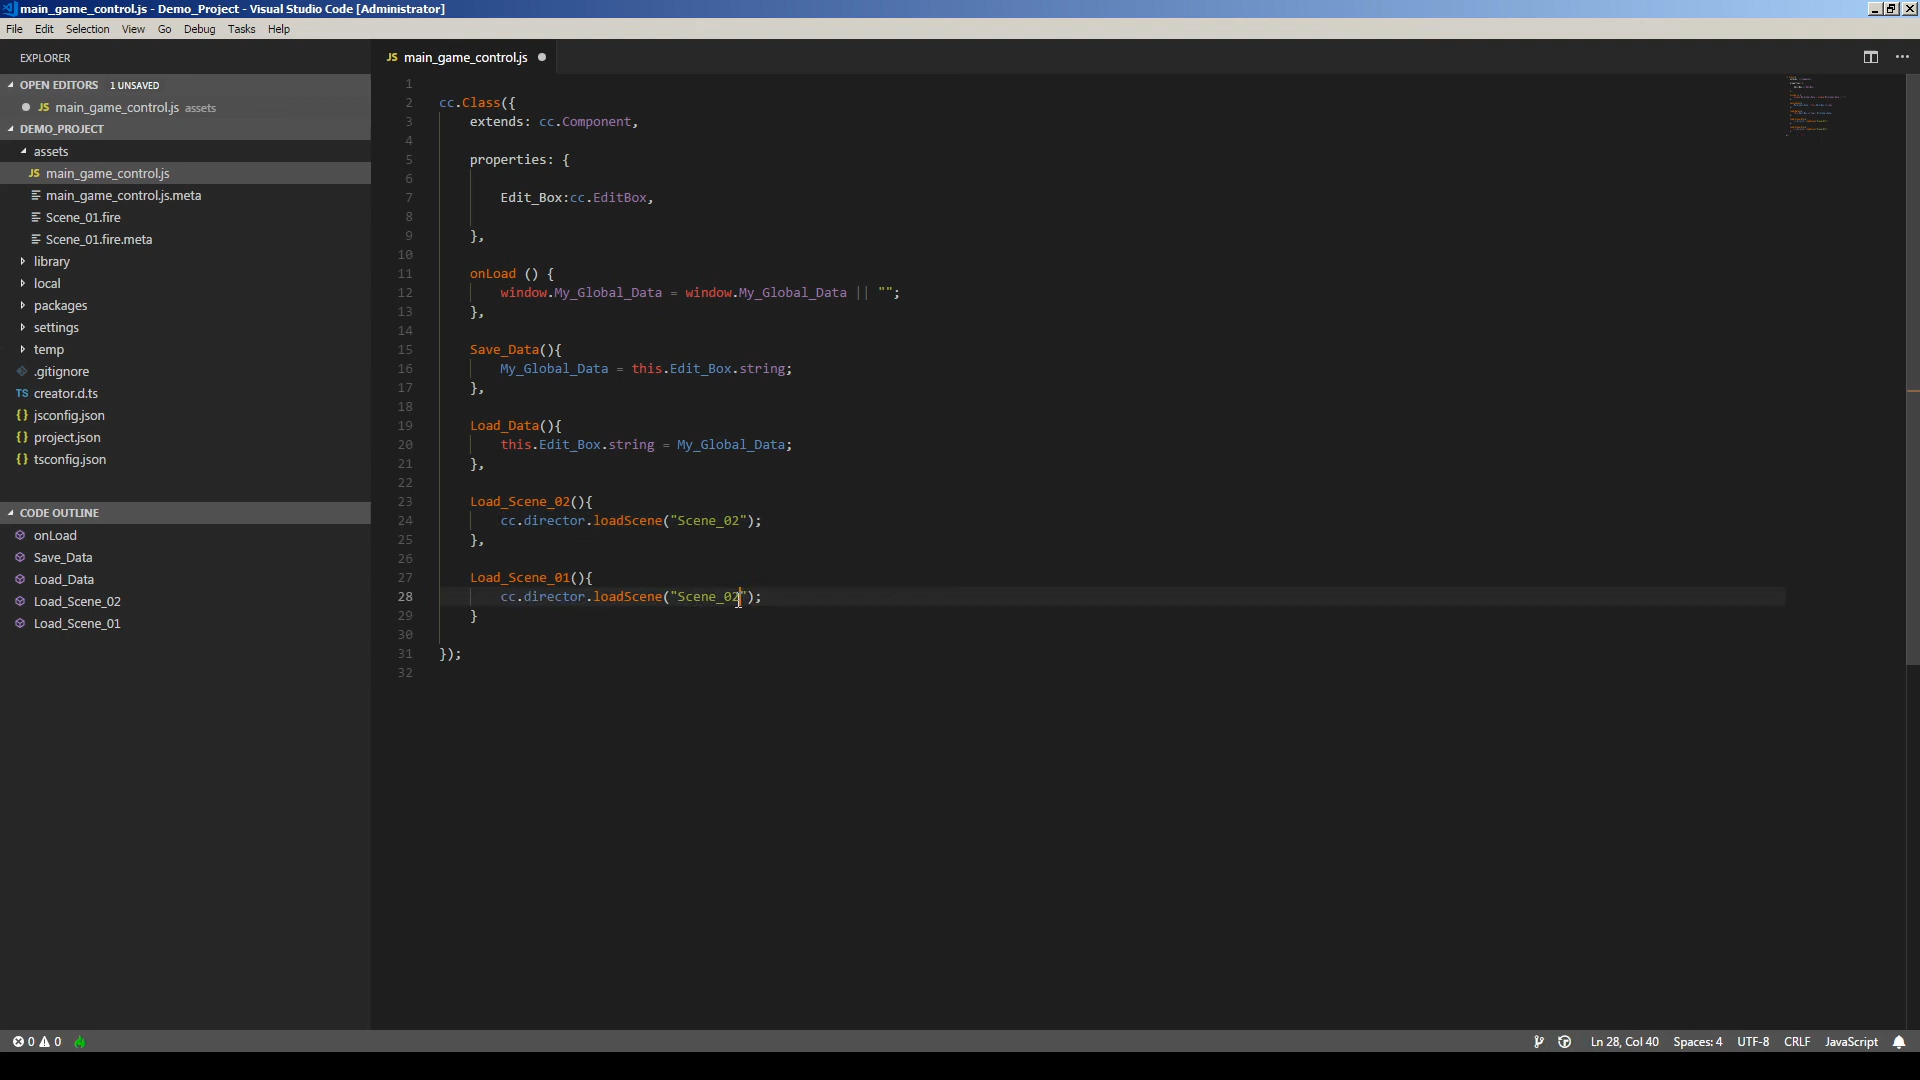 main_game_control.js - Demo_Project - Visual Studio Code [Administrator]
File Edit Selection View Go Debug Tasks Help
EXPLORER
OPEN EDITORS 1 UNSAVED
JS main_game_control.js assets
DEMO_PROJECT
assets
JS main_game_control.js
main_game_control.js.meta
Scene_01.fire
Scene_01.fire.meta
library
local
packages
settings
temp
.gitignore
TS creator.d.ts
{} jsconfig.json
{} project.json
{} tsconfig.json
CODE OUTLINE
onLoad
Save_Data
Load_Data
Load_Scene_02
Load_Scene_01
JS main_game_control.js
1
2 cc.Class({
3 extends: cc.Component,
4
5 properties: {
6
7 Edit_Box:cc.EditBox,
8
9 },
10
11 onLoad () {
12 window.My_Global_Data = window.My_Global_Data || "";
13 },
14
15 Save_Data(){
16 My_Global_Data = this.Edit_Box.string;
17 },
18
19 Load_Data(){
20 this.Edit_Box.string = My_Global_Data;
21 },
22
23 Load_Scene_02(){
24 cc.director.loadScene("Scene_02");
25 },
26
27 Load_Scene_01(){
28 cc.director.loadScene("Scene_02");
29 }
30
31 });
32
0 0 Ln 28, Col 40 Spaces: 4 UTF-8 CRLF JavaScript